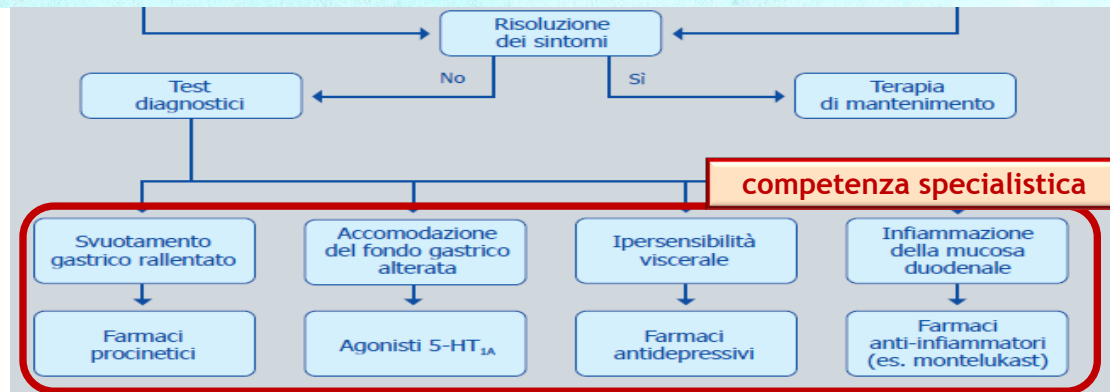 Risoluzione
dei sintomi
No
Sì
Test
diagnostici
Terapia
di mantenimento
competenza specialistica
Svuotamento
gastrico rallentato
Accomodazione
del fondo gastrico
alterata
Ipersensibilità
viscerale
Infiammazione
della mucosa
duodenale
Farmaci
procinetici
Agonisti 5-HT1A
Farmaci
antidepressivi
Farmaci
anti-infiammatori
(es. montelukast)